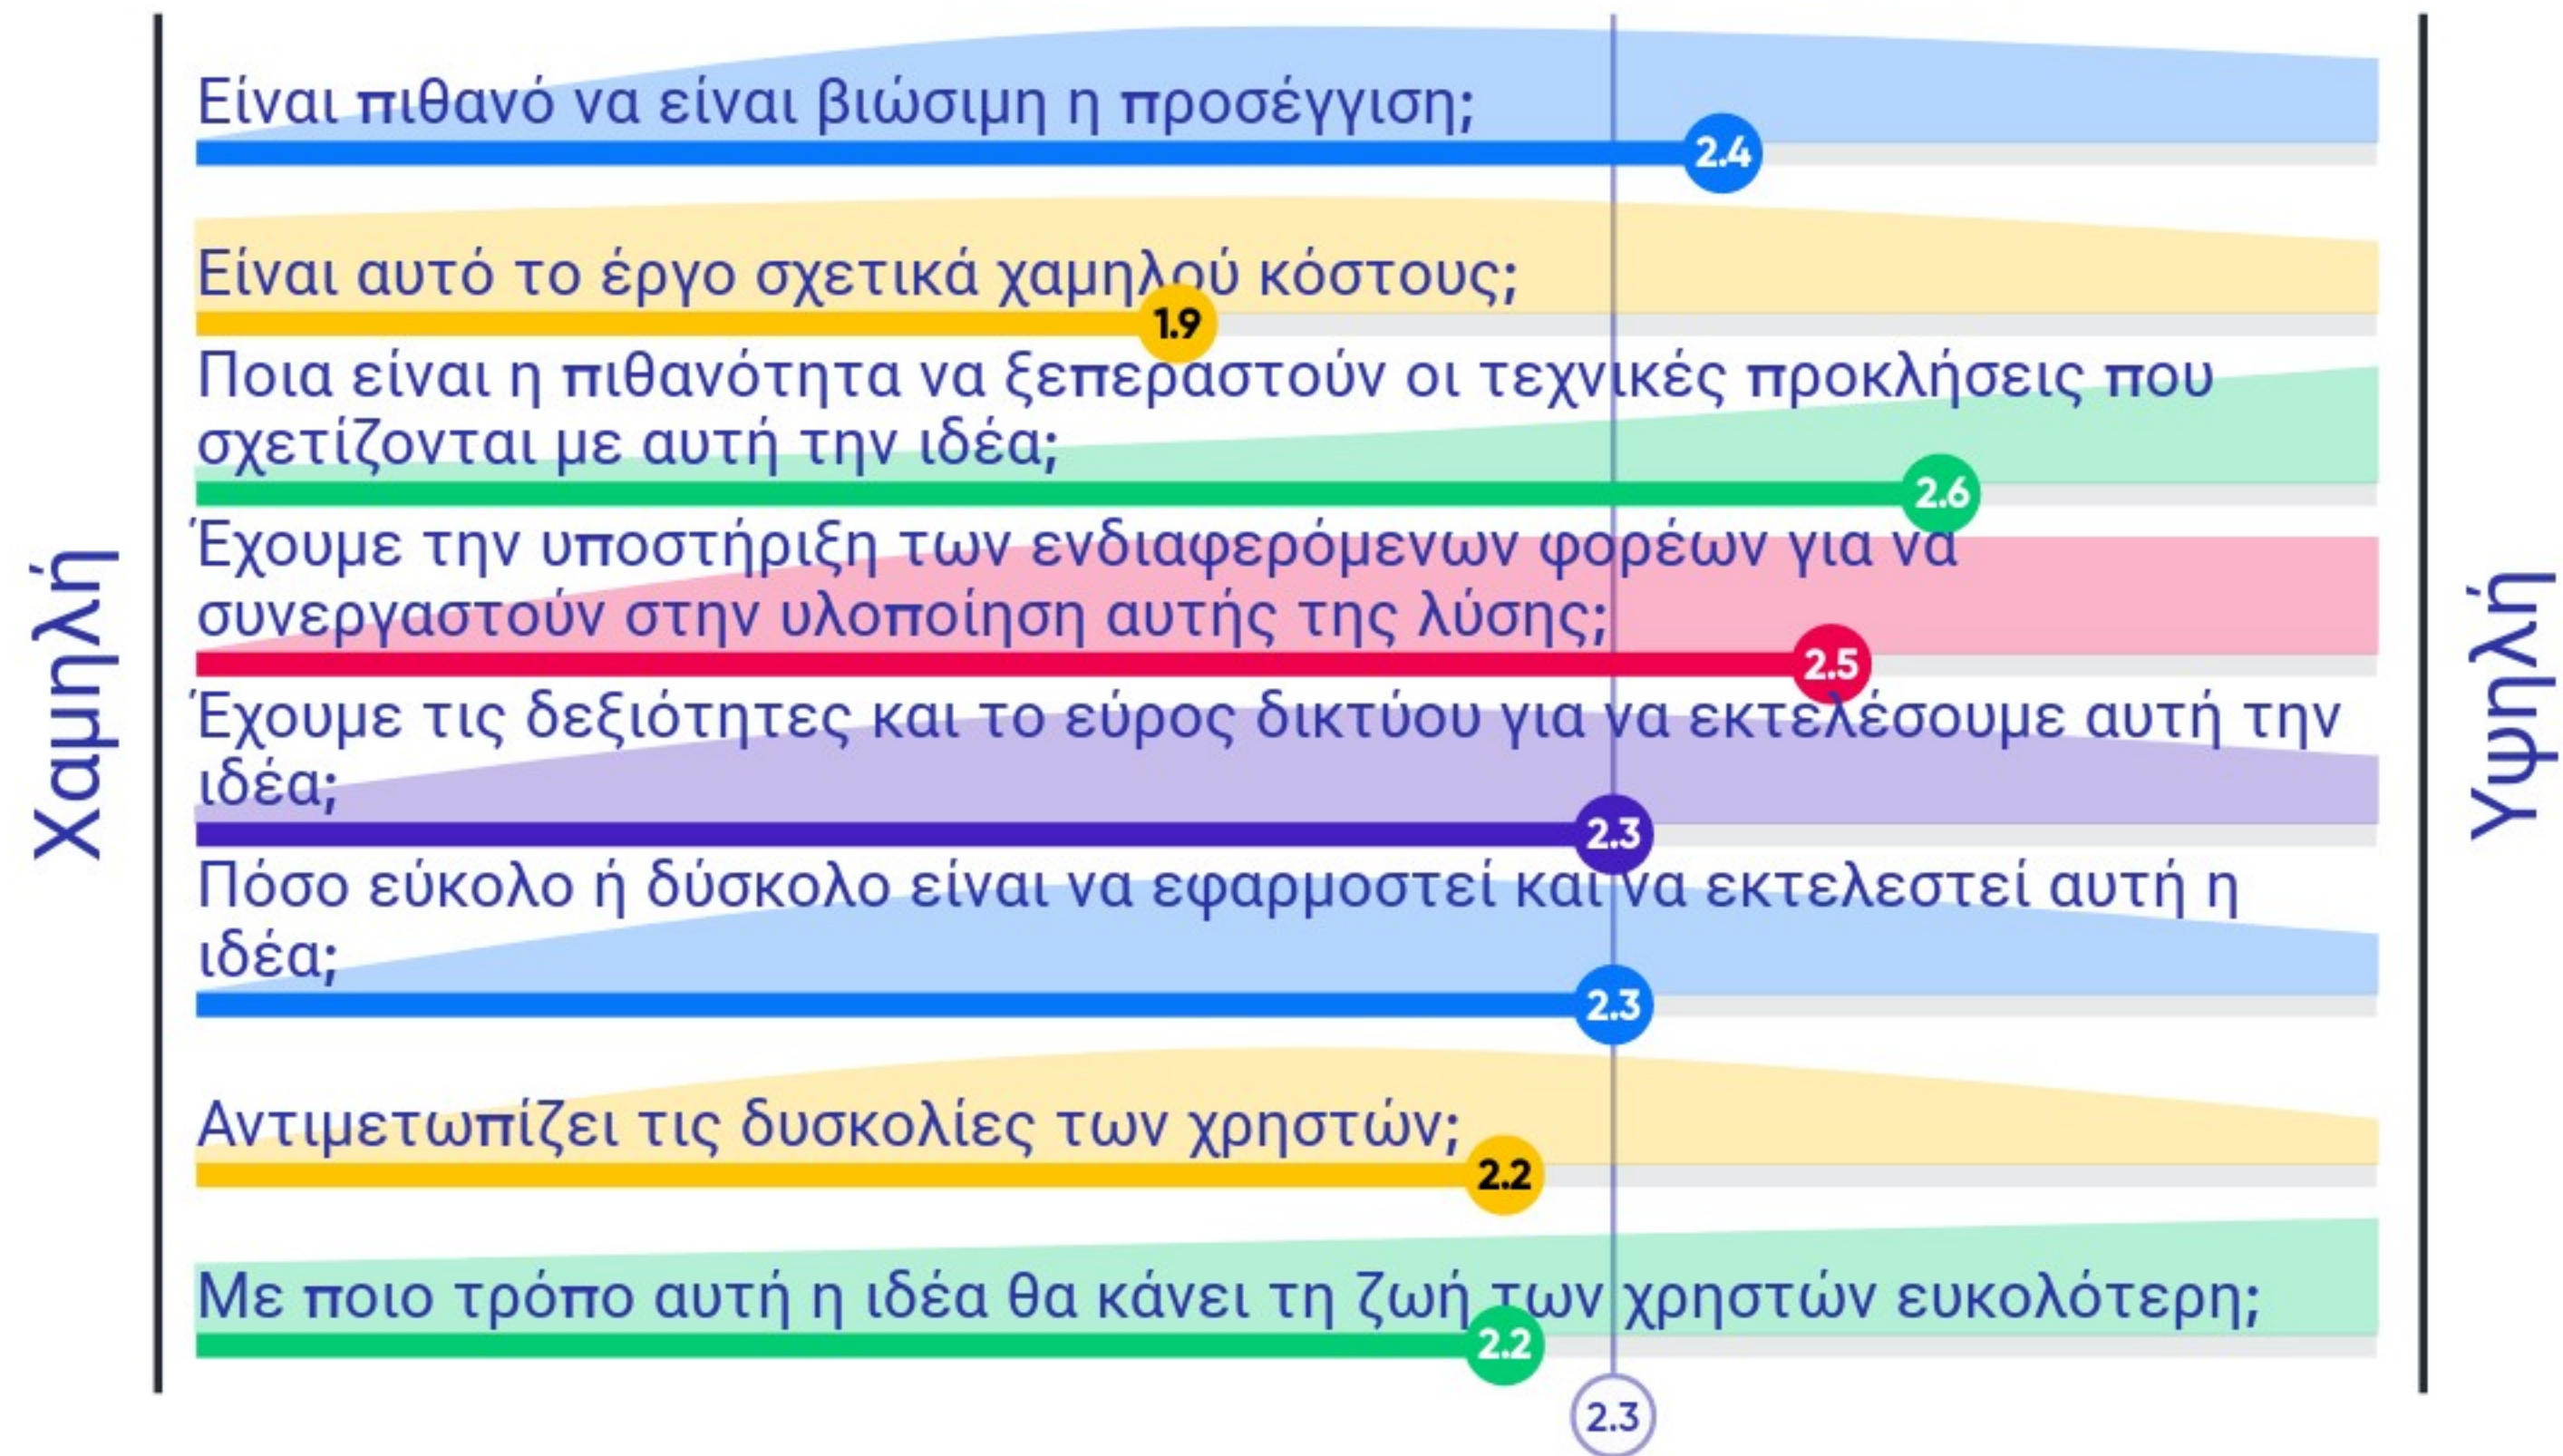 Είναι πιθανό να είναι βιώσιμη η προσέγγιση;
2.4
Είναι αυτό το έργο σχετικά χαμηλού κόστους;
1.9
Ποια είναι η πιθανότητα να ξεπεραστούν οι τεχνικές προκλήσεις που
σχετίζονται με αυτή την ιδέα;
2.6
Έχουμε την υποστήριξη των ενδιαφερόμενων φορέων για να
συνεργαστούν στην υλοποίηση αυτής της λύσης;
2.5
Έχουμε τις δεξιότητες και το εύρος δικτύου για να εκτελέσουμε αυτή την
ιδέα;
2.3
Πόσο εύκολο ή δύσκολο είναι να εφαρμοστεί και να εκτελεστεί αυτή η
ιδέα;
2.3
Αντιμετωπίζει τις δυσκολίες των χρηστών;
2.2
Με ποιο τρόπο αυτή η ιδέα θα κάνει τη ζωή των χρηστών ευκολότερη;
2.2
2.3
Χαμηλή
Υψηλή